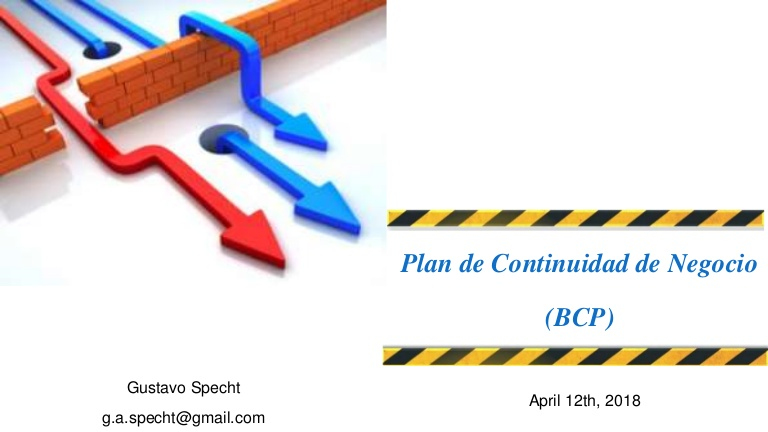 Plan de Continuidad de Negocio
(BCP)
Gustavo Specht
g.a.specht@gmail.com
April 12th, 2018